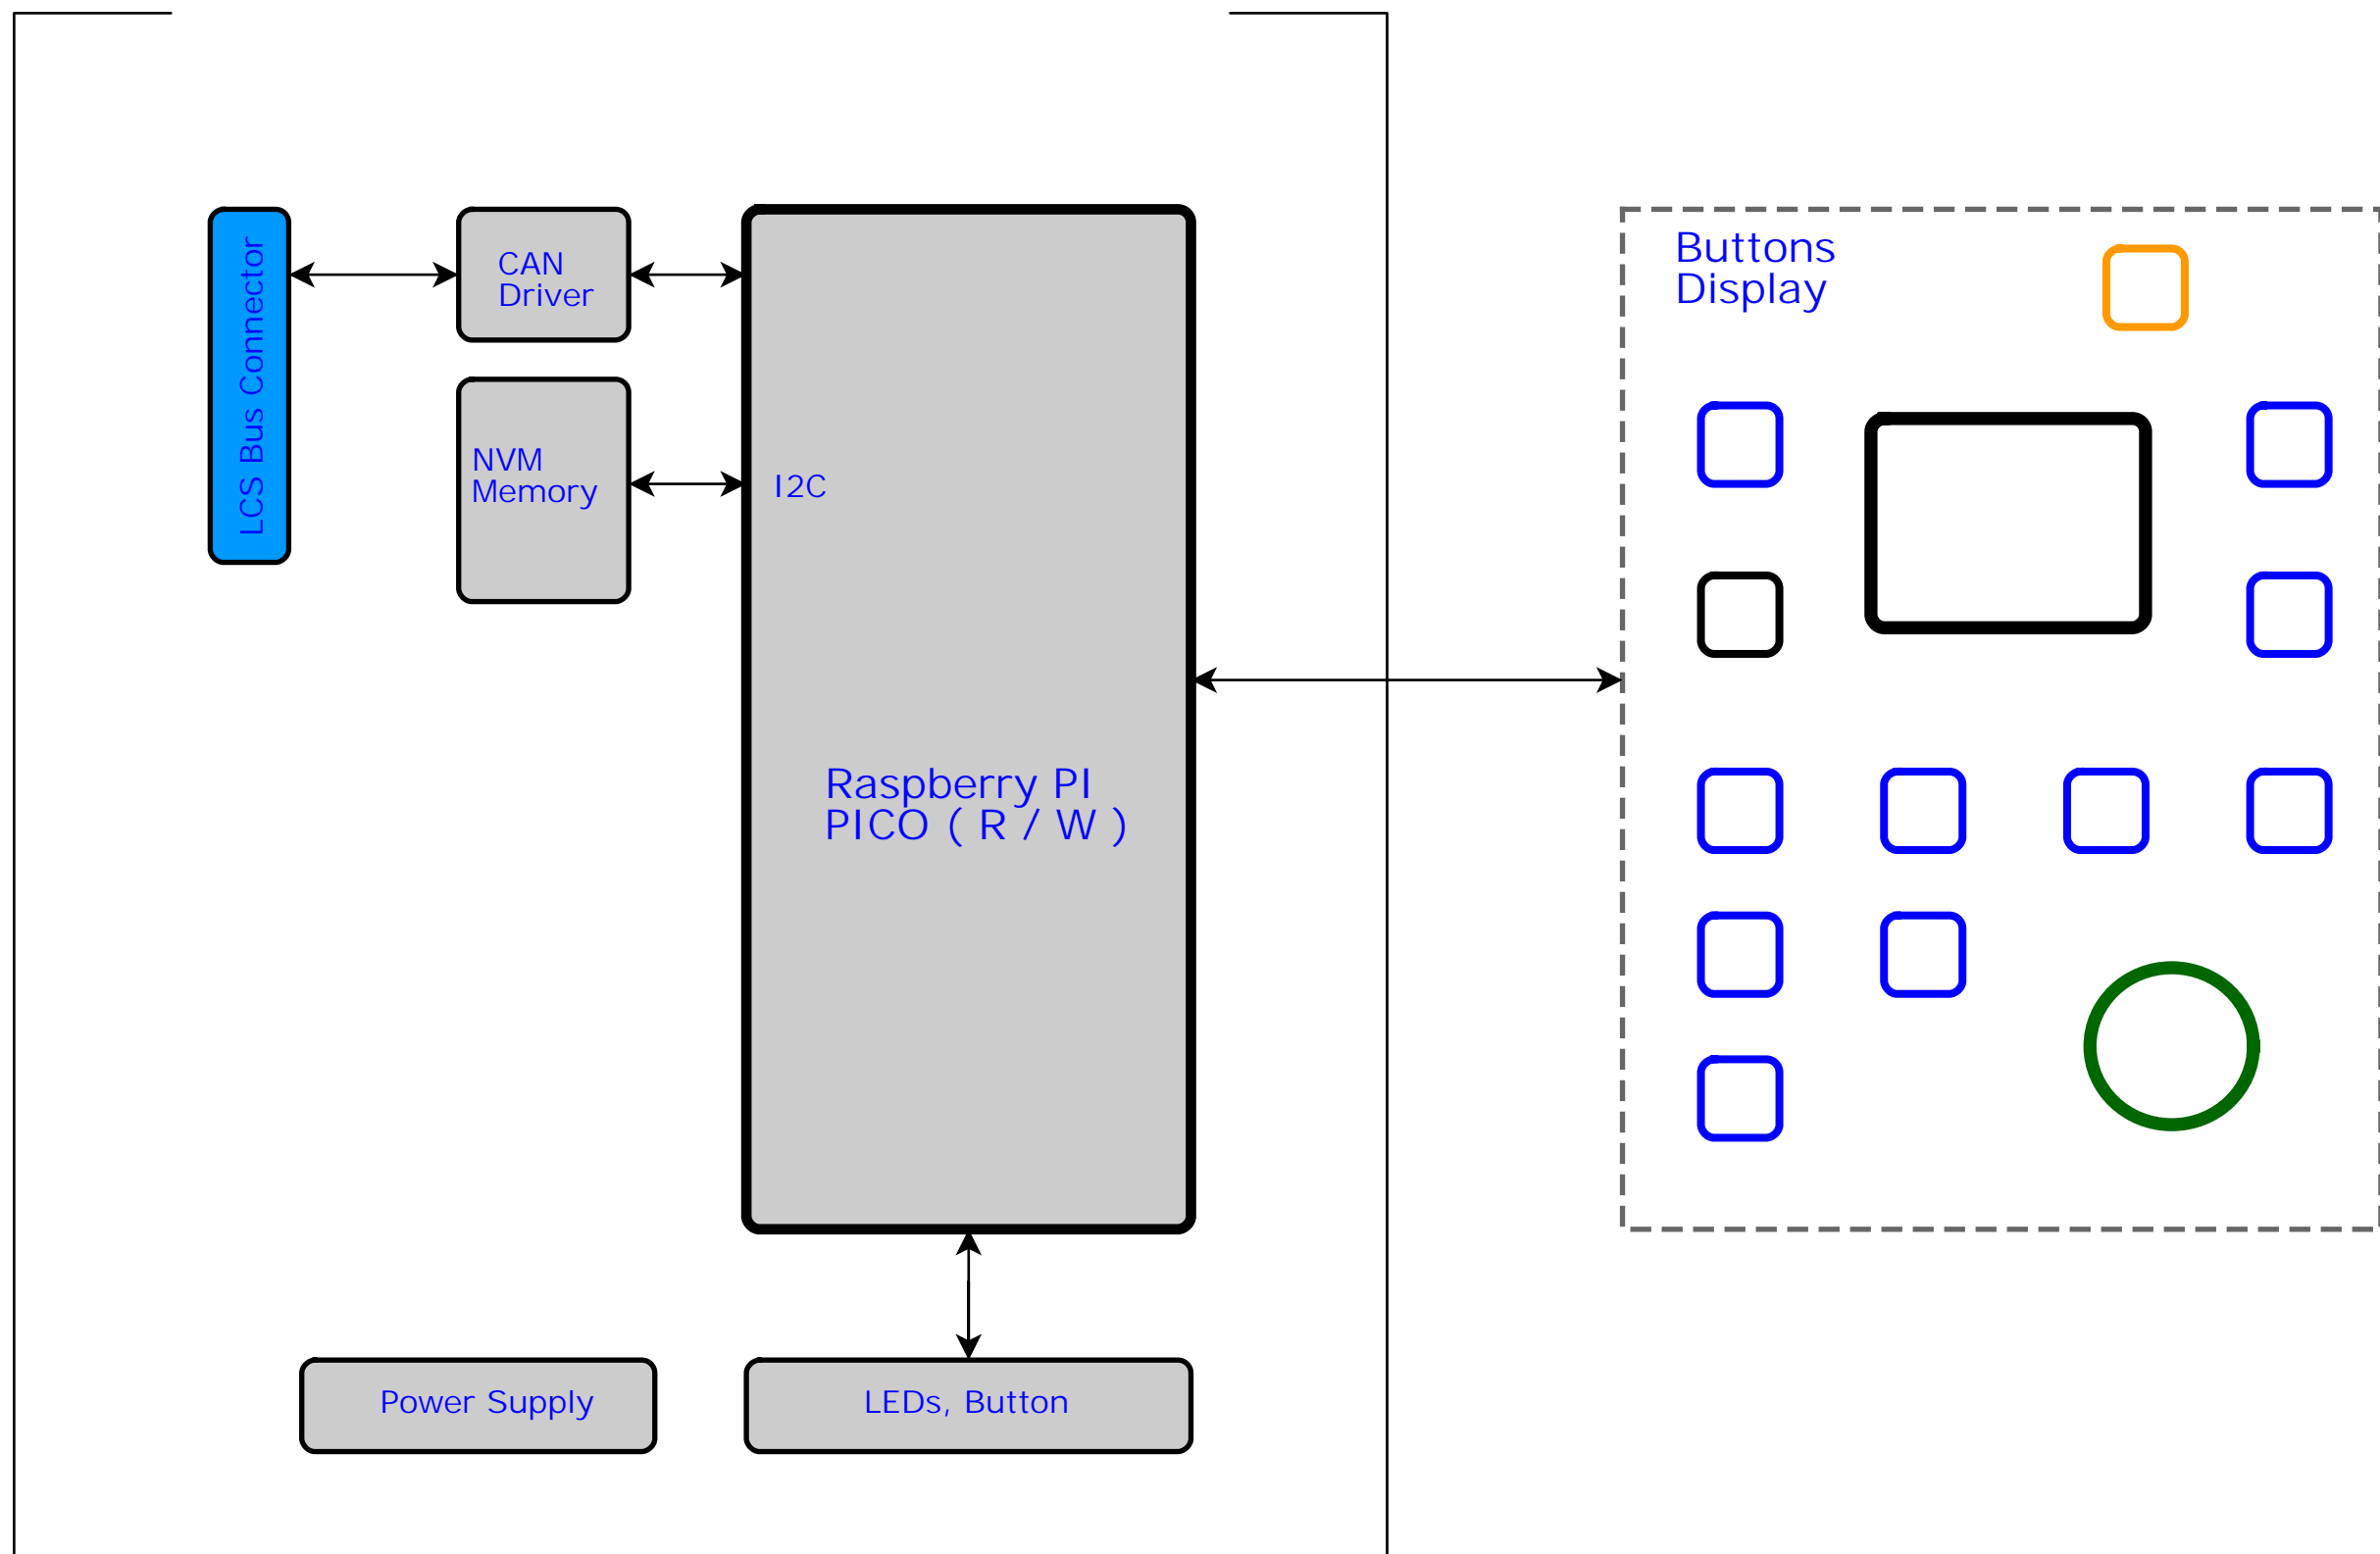 LCS Bus Connector
CAN
Driver
NVM
Memory
I2C
Raspberry PI
PICO ( R / W )
Buttons
Display
Power Supply
LEDs, Button